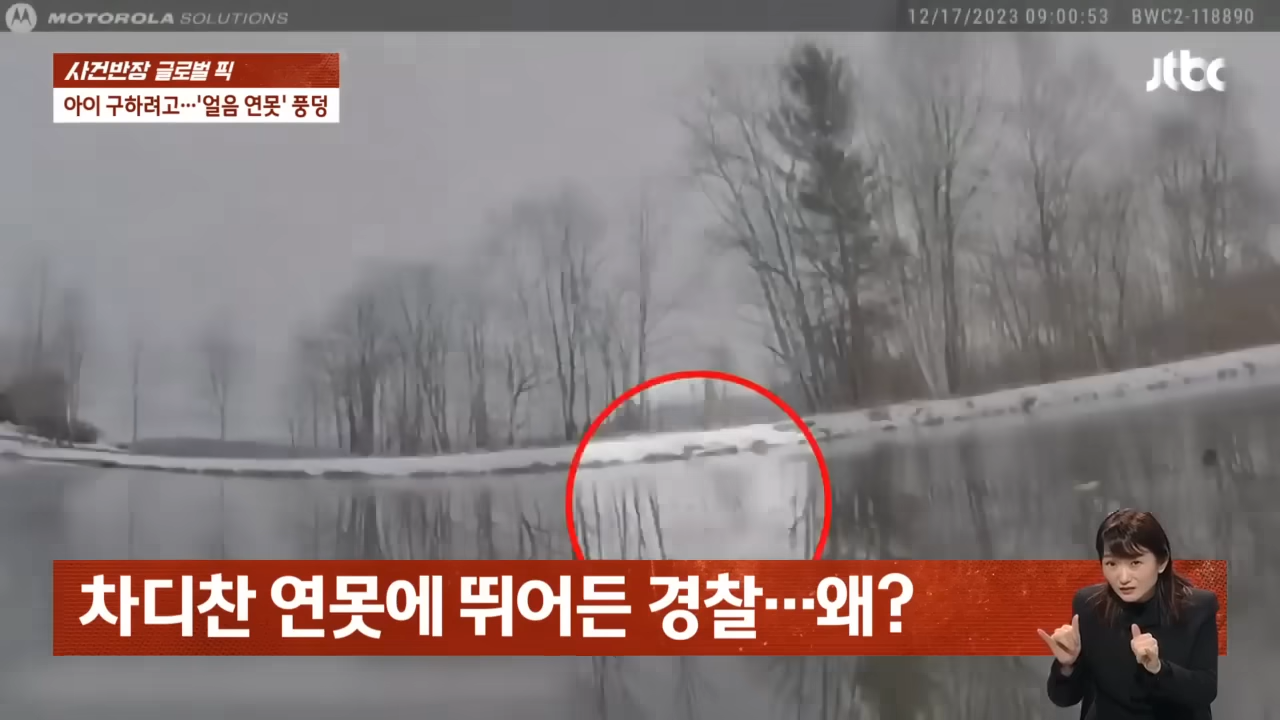 MOTOROLA SOLUTIONS
12/17/2023 09:00:53 BWC2-118890
사건반장 글로벌 픽
아이 구하려고…'얼음 연못' 풍덩
jtbc
차디찬 연못에 뛰어든 경찰…왜?